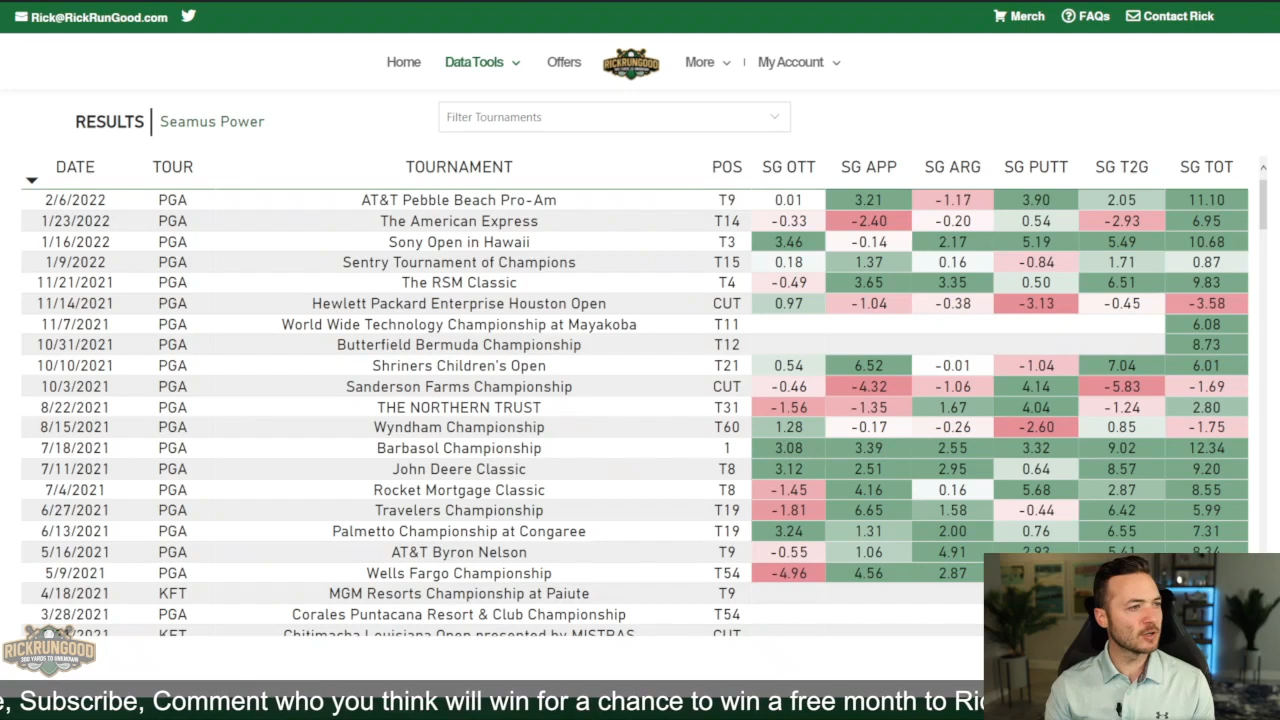 Rick@RickRunGood.com Merch FAQs Contact Rick
Home Data Tools Offers RICKRUNGOOD More | My Account
RESULTS | Seamus Power Filter Tournaments
DATE TOUR TOURNAMENT POS SG OTT SG APP SG ARG SG PUTT SG T2G SG TOT
2/6/2022 PGA AT&T Pebble Beach Pro-Am T9 0.01 3.21 -1.17 3.90 2.05 11.10
1/23/2022 PGA The American Express T14 -0.33 -2.40 -0.20 0.54 -2.93 6.95
1/16/2022 PGA Sony Open in Hawaii T3 3.46 -0.14 2.17 5.19 5.49 10.68
1/9/2022 PGA Sentry Tournament of Champions T15 0.18 1.37 0.16 -0.84 1.71 0.87
11/21/2021 PGA The RSM Classic T4 -0.49 3.65 3.35 0.50 6.51 9.83
11/14/2021 PGA Hewlett Packard Enterprise Houston Open CUT 0.97 -1.04 -0.38 -3.13 -0.45 -3.58
11/7/2021 PGA World Wide Technology Championship at Mayakoba T11 6.08
10/31/2021 PGA Butterfield Bermuda Championship T12 8.73
10/10/2021 PGA Shriners Children's Open T21 0.54 6.52 -0.01 -1.04 7.04 6.01
10/3/2021 PGA Sanderson Farms Championship CUT -0.46 -4.32 -1.06 4.14 -5.83 -1.69
8/22/2021 PGA THE NORTHERN TRUST T31 -1.56 -1.35 1.67 4.04 -1.24 2.80
8/15/2021 PGA Wyndham Championship T60 1.28 -0.17 -0.26 -2.60 0.85 -1.75
7/18/2021 PGA Barbasol Championship 1 3.08 3.39 2.55 3.32 9.02 12.34
7/11/2021 PGA John Deere Classic T8 3.12 2.51 2.95 0.64 8.57 9.20
7/4/2021 PGA Rocket Mortgage Classic T8 -1.45 4.16 0.16 5.68 2.87 8.55
6/27/2021 PGA Travelers Championship T19 -1.81 6.65 1.58 -0.44 6.42 5.99
6/13/2021 PGA Palmetto Championship at Congaree T19 3.24 1.31 2.00 0.76 6.55 7.31
5/16/2021 PGA AT&T Byron Nelson T9 -0.55 1.06 4.91 2.93 5.41 8.34
5/9/2021 PGA Wells Fargo Championship T54 -4.96 4.56 2.87
4/18/2021 KFT MGM Resorts Championship at Paiute T9
3/28/2021 PGA Corales Puntacana Resort & Club Championship T54
KFT Chitimacha Louisiana Open presented by MISTRAS CUT
RICKRUNGOOD
300 YARDS TO UNKNOWN
e, Subscribe, Comment who you think will win for a chance to win a free month to Ric